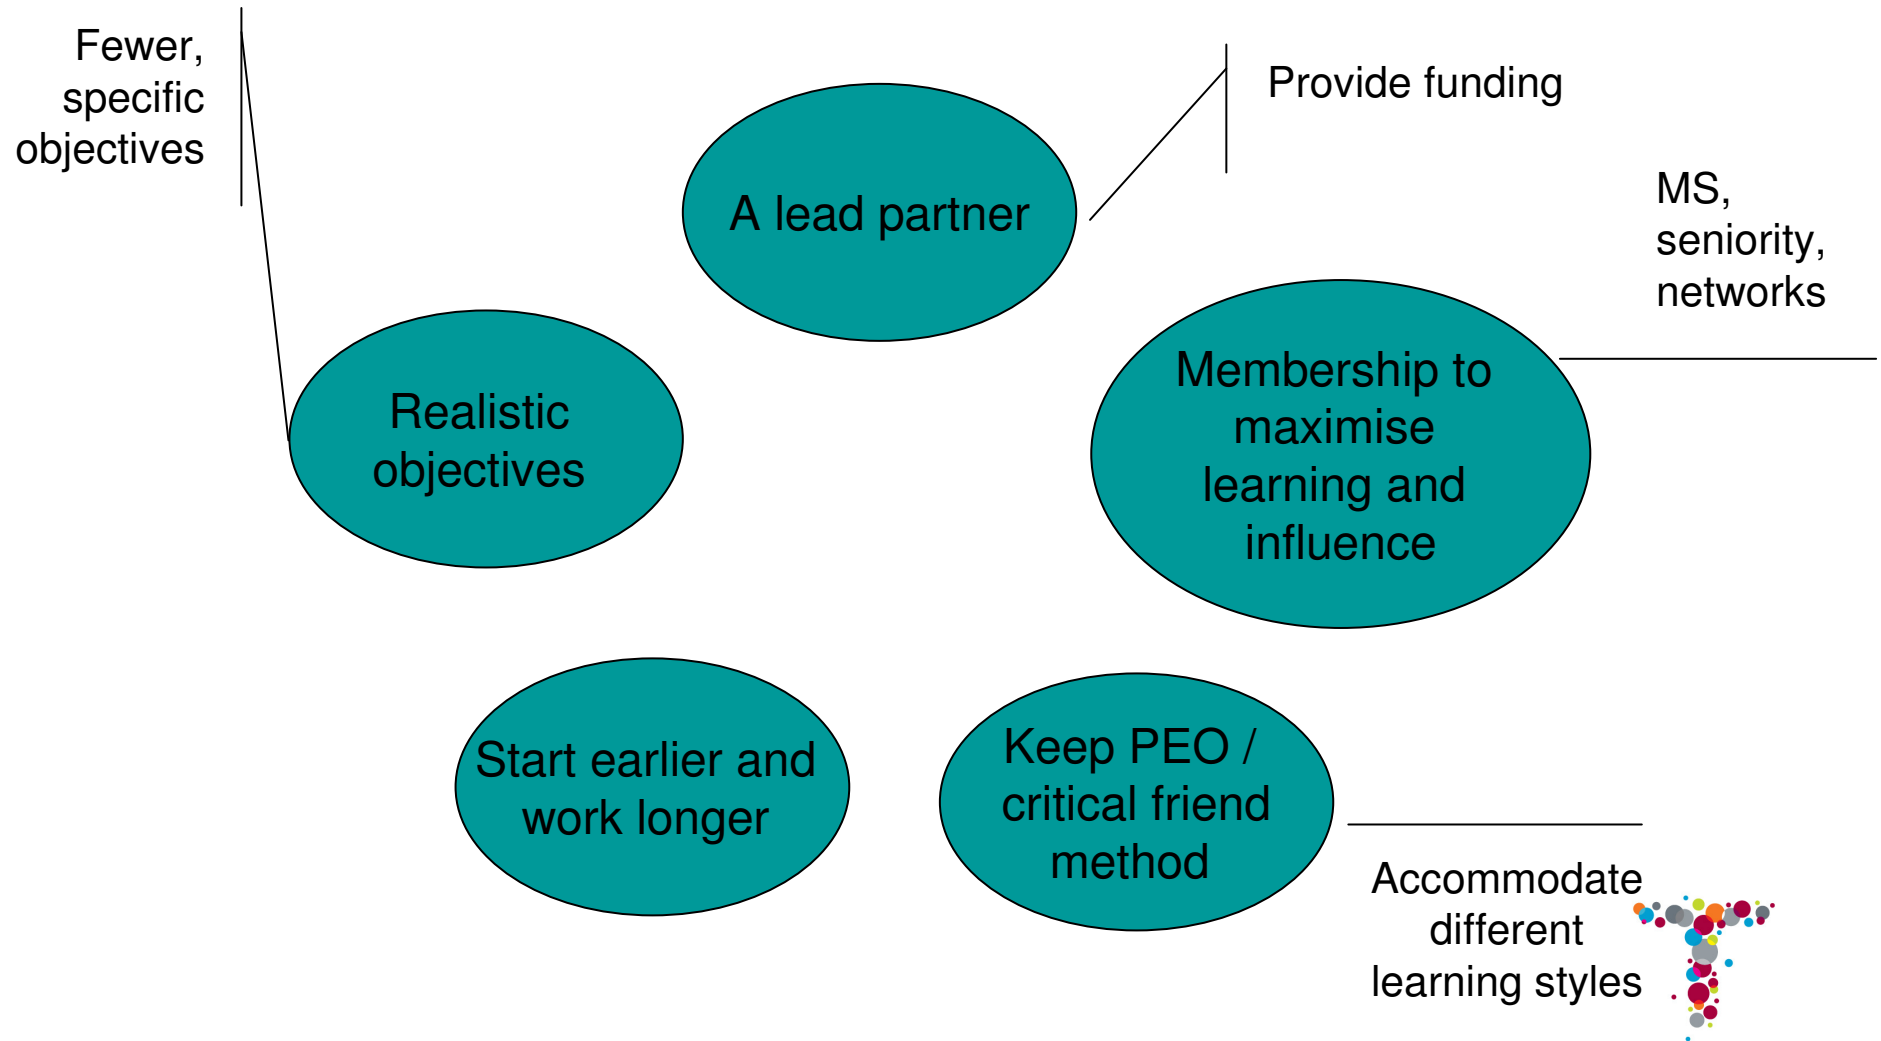 Fewer,
specific
objectives
Provide funding
A lead partner
MS,
seniority,
networks
Realistic
objectives
Membership to
maximise
learning and
influence
Start earlier and
work longer
Keep PEO /
critical friend
method
Accommodate
different
learning styles